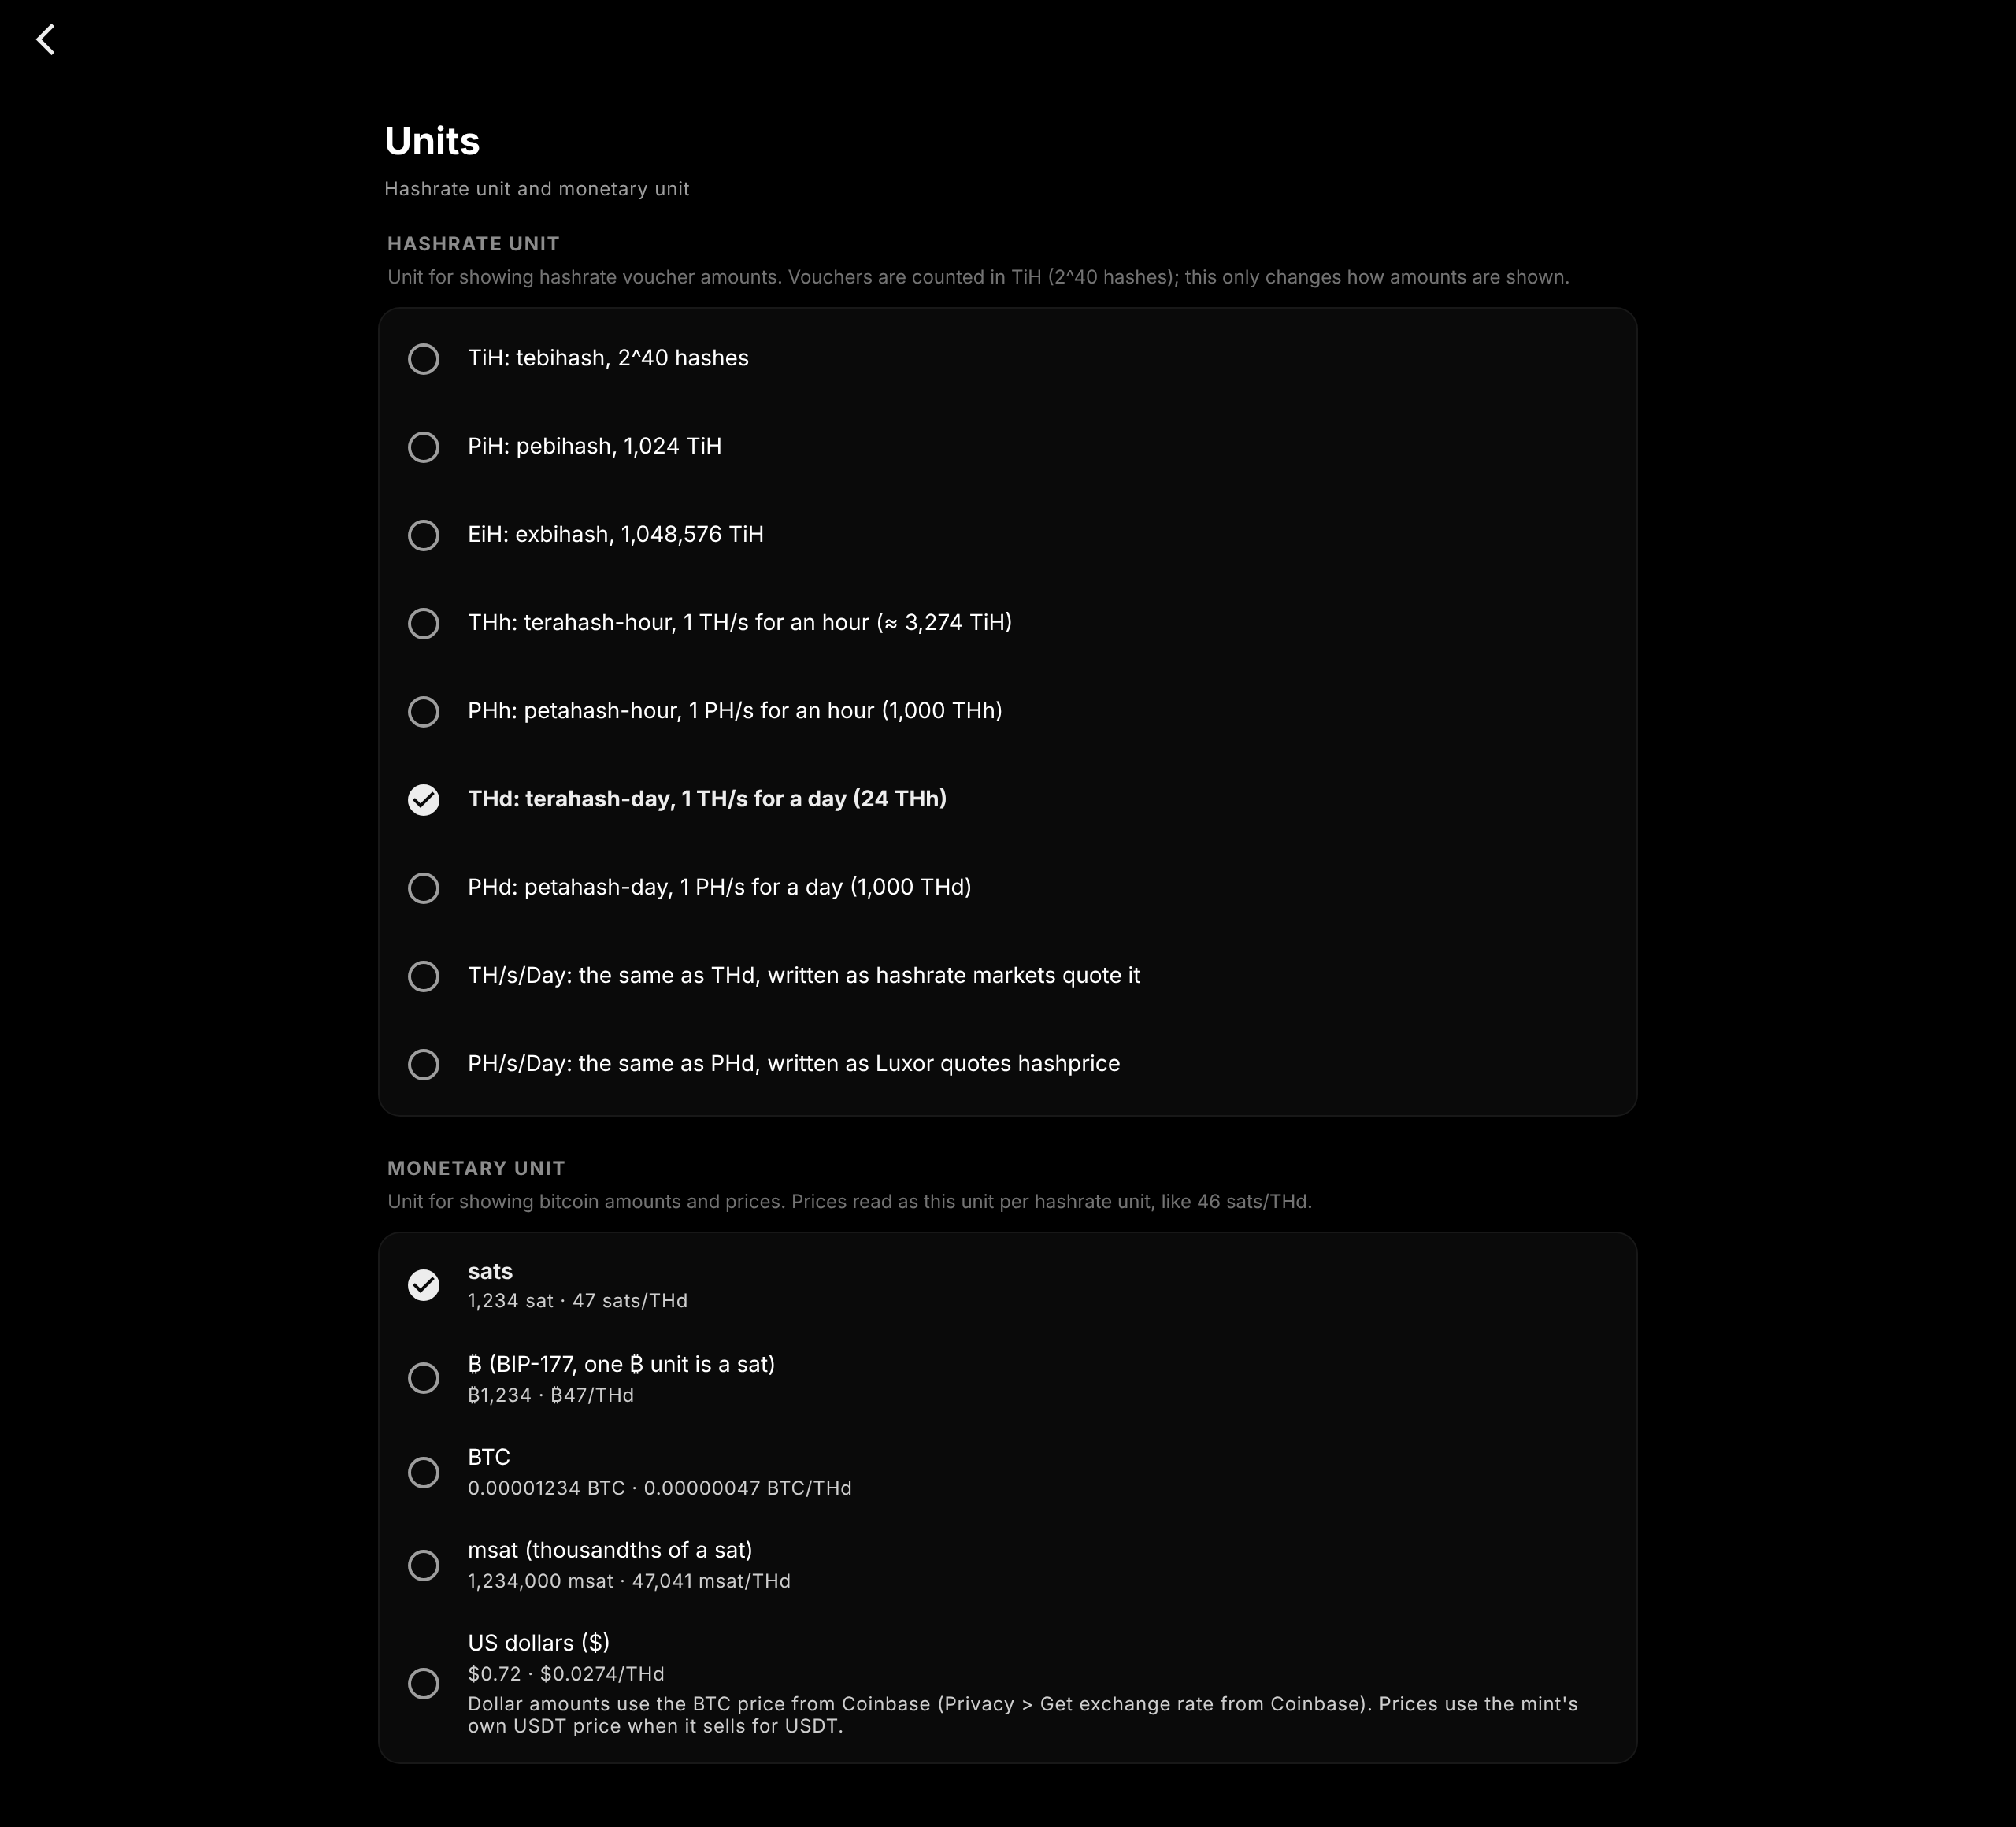 Units
Hashrate unit and monetary unit
HASHRATE UNIT
Unit for showing hashrate voucher amounts. Vouchers are counted in TiH (2^40 hashes); this only changes how amounts are shown.
TiH: tebihash, 2^40 hashes
PiH: pebihash, 1,024 TiH
EiH: exbihash, 1,048,576 TiH
THh: terahash-hour, 1 TH/s for an hour (≈ 3,274 TiH)
PHh: petahash-hour, 1 PH/s for an hour (1,000 THh)
THd: terahash-day, 1 TH/s for a day (24 THh)
PHd: petahash-day, 1 PH/s for a day (1,000 THd)
TH/s/Day: the same as THd, written as hashrate markets quote it
PH/s/Day: the same as PHd, written as Luxor quotes hashprice
MONETARY UNIT
Unit for showing bitcoin amounts and prices. Prices read as this unit per hashrate unit, like 46 sats/THd.
sats
1,234 sat · 47 sats/THd
₿ (BIP-177, one ₿ unit is a sat)
₿1,234 · ₿47/THd
BTC
0.00001234 BTC · 0.00000047 BTC/THd
msat (thousandths of a sat)
1,234,000 msat · 47,041 msat/THd
US dollars ($)
$0.72 · $0.0274/THd
Dollar amounts use the BTC price from Coinbase (Privacy > Get exchange rate from Coinbase). Prices use the mint's
own USDT price when it sells for USDT.